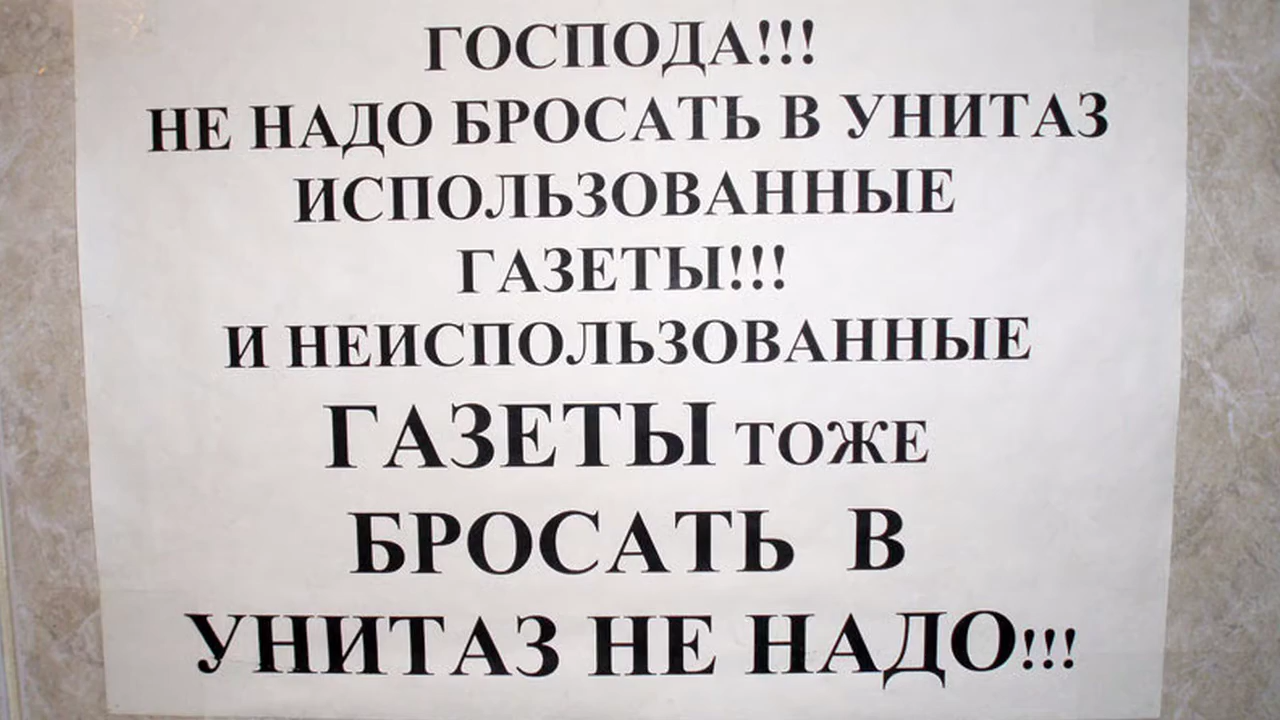 ГОСПОДА!!!
НЕ НАДО БРОСАТЬ В УНИТАЗ
ИСПОЛЬЗОВАННЫЕ
ГАЗЕТЫ!!!
И НЕИСПОЛЬЗОВАННЫЕ
ГАЗЕТЫ ТОЖЕ
БРОСАТЬ В
УНИТАЗ НЕ НАДО!!!